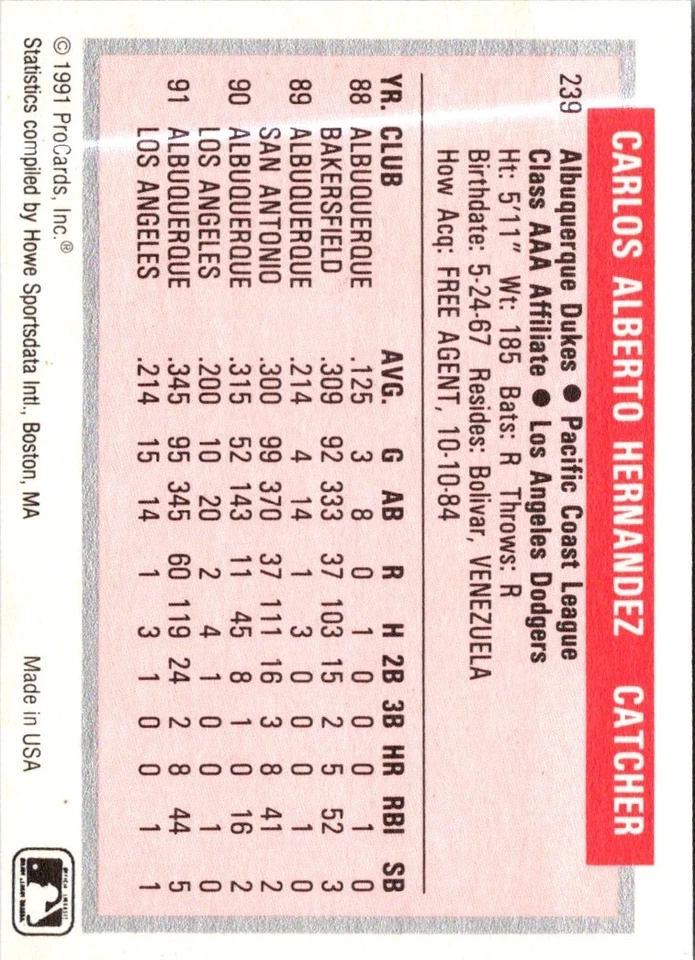 CARLOS ALBERTO HERNANDEZ CATCHER
239 Albuquerque Dukes ● Pacific Coast League
Class AAA Affiliate ● Los Angeles Dodgers
Ht: 5'11" Wt: 185 Bats: R Throws: R
Birthdate: 5-24-67 Resides: Bolivar, VENEZUELA
How Acq: FREE AGENT, 10-10-84
YR. CLUB AVG. G AB R H 2B 3B HR RBI SB
88 ALBUQUERQUE .125 3 8 0 1 0 0 0 1 0
BAKERSFIELD .309 92 333 37 103 15 2 5 52 3
89 ALBUQUERQUE .214 4 14 1 3 0 0 0 1 0
SAN ANTONIO .300 99 370 37 111 16 3 8 41 2
90 ALBUQUERQUE .315 52 143 11 45 8 1 0 16 2
LOS ANGELES .200 10 20 2 4 1 0 0 1 0
91 ALBUQUERQUE .345 95 345 60 119 24 2 8 44 5
LOS ANGELES .214 15 14 1 3 1 0 0 1 1
© 1991 ProCards, Inc.®
Statistics compiled by Howe Sportsdata Intl., Boston, MA Made in USA